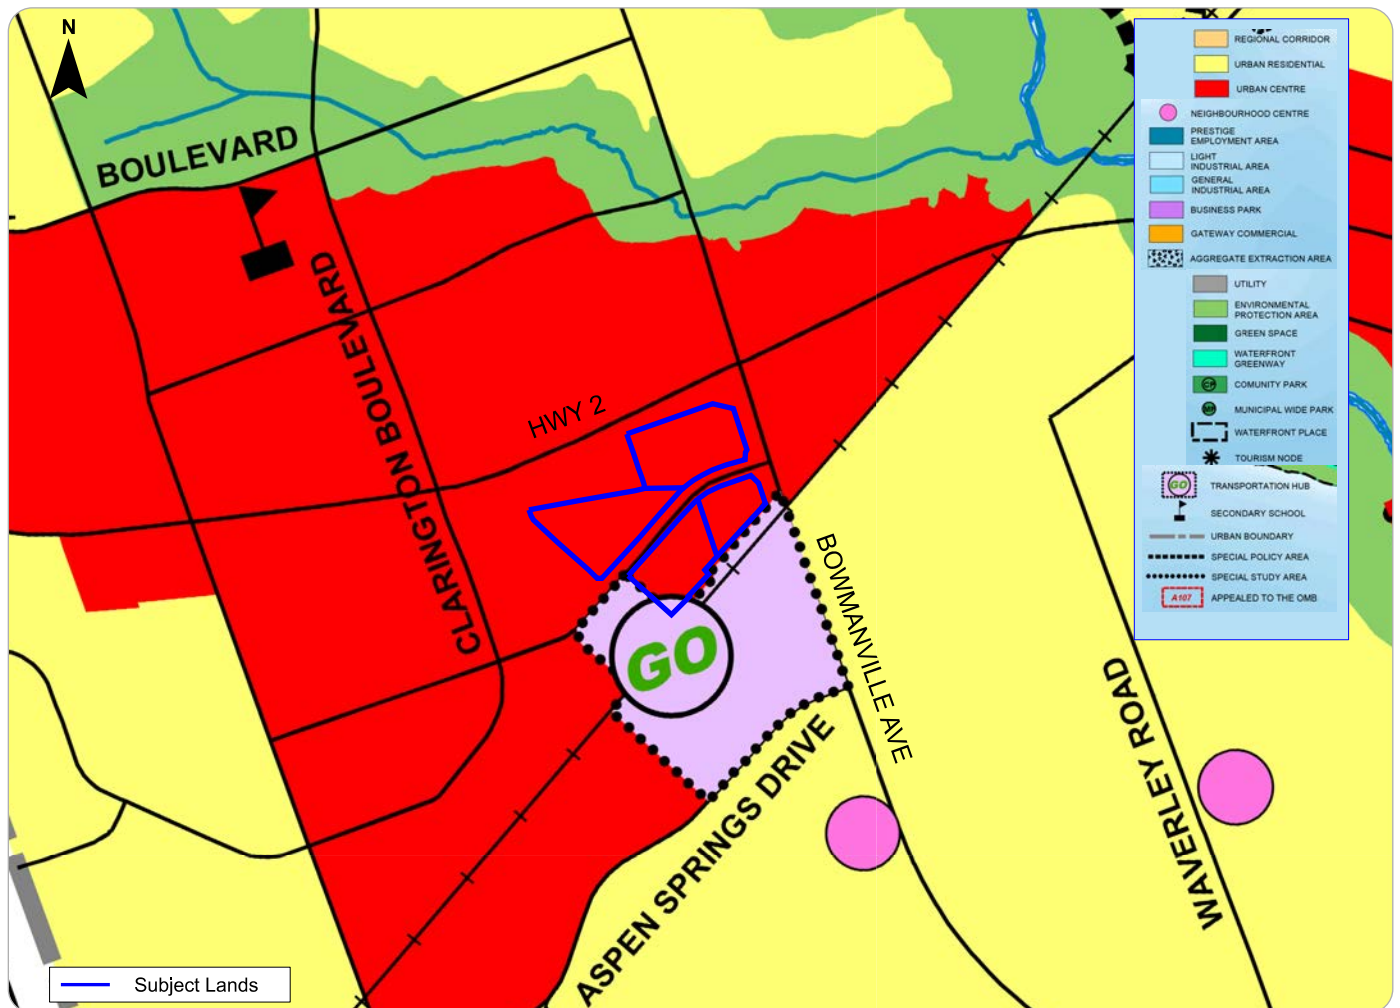 N
BOULEVARD
CLARINGTON BOULEVARD
HWY 2
GO
BOWMANVILLE AVE
ASPEN SPRINGS DRIVE
WAVERLEY ROAD
REGIONAL CORRIDOR
URBAN RESIDENTIAL
URBAN CENTRE
NEIGHBOURHOOD CENTRE
PRESTIGE
EMPLOYMENT AREA
LIGHT
INDUSTRIAL AREA
GENERAL
INDUSTRIAL AREA
BUSINESS PARK
GATEWAY COMMERCIAL
AGGREGATE EXTRACTION AREA
UTILITY
ENVIRONMENTAL
PROTECTION AREA
GREEN SPACE
WATERFRONT
GREENWAY
CP COMUNITY PARK
MP MUNICIPAL WIDE PARK
WATERFRONT PLACE
TOURISM NODE
GO TRANSPORTATION HUB
SECONDARY SCHOOL
URBAN BOUNDARY
SPECIAL POLICY AREA
SPECIAL STUDY AREA
A107 APPEALED TO THE OMB
Subject Lands